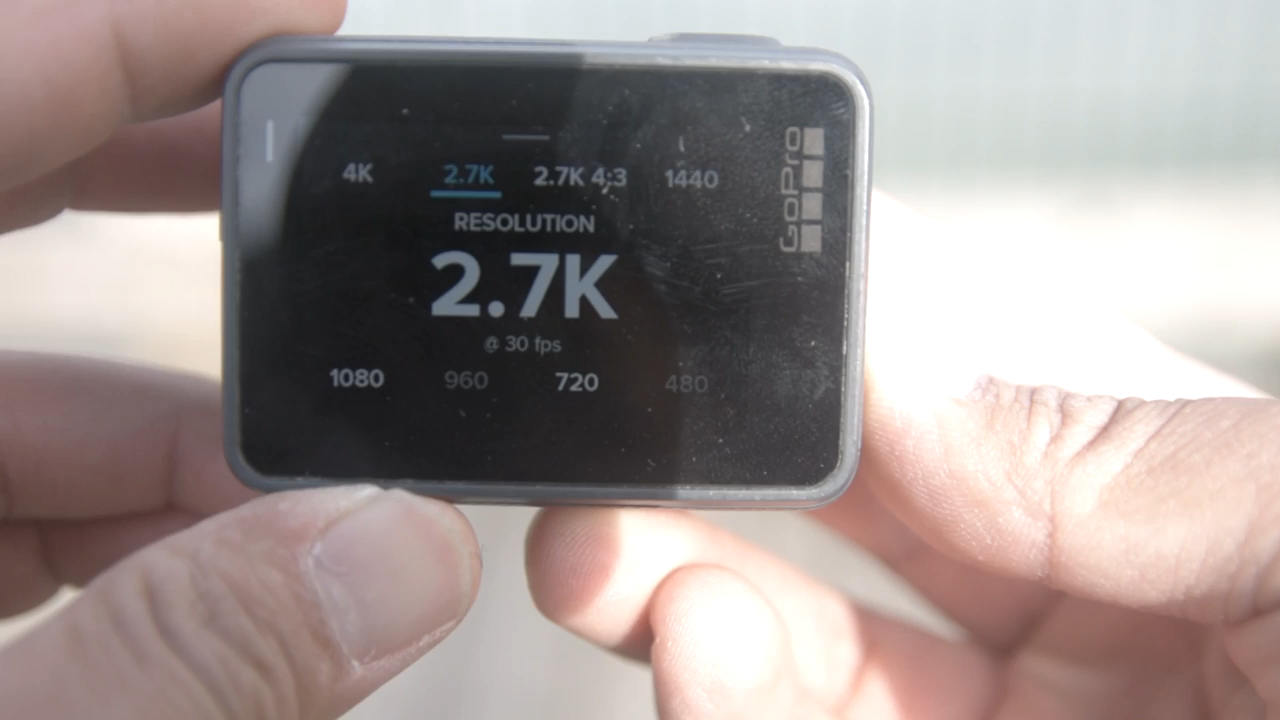 4K 2.7K 2.7K 4:3 1440
RESOLUTION
2.7K
@ 30 fps
1080 960 720 480
GoPro